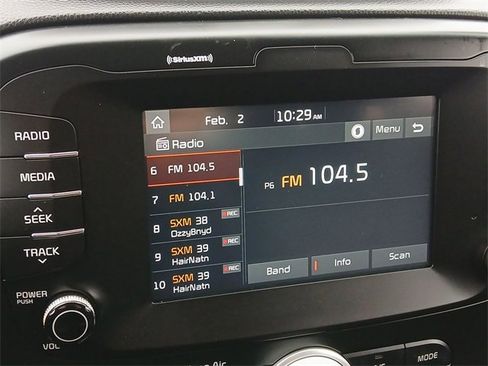 ((SiriusXM))
RADIO
MEDIA
SEEK
TRACK
POWER
PUSH
VOL
Feb. 2 10:29 AM
Radio Menu
6 FM 104.5
7 FM 104.1
8 SXM 38 REC
OzzyBnyd
9 SXM 39 REC
HairNatn
10 SXM 39 REC
HairNatn
P6 FM 104.5
Band Info Scan
Air
MODE